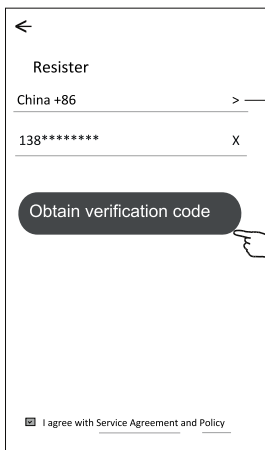 Resister
China +86 >
138******** X
Obtain verification code
I agree with Service Agreement and Policy